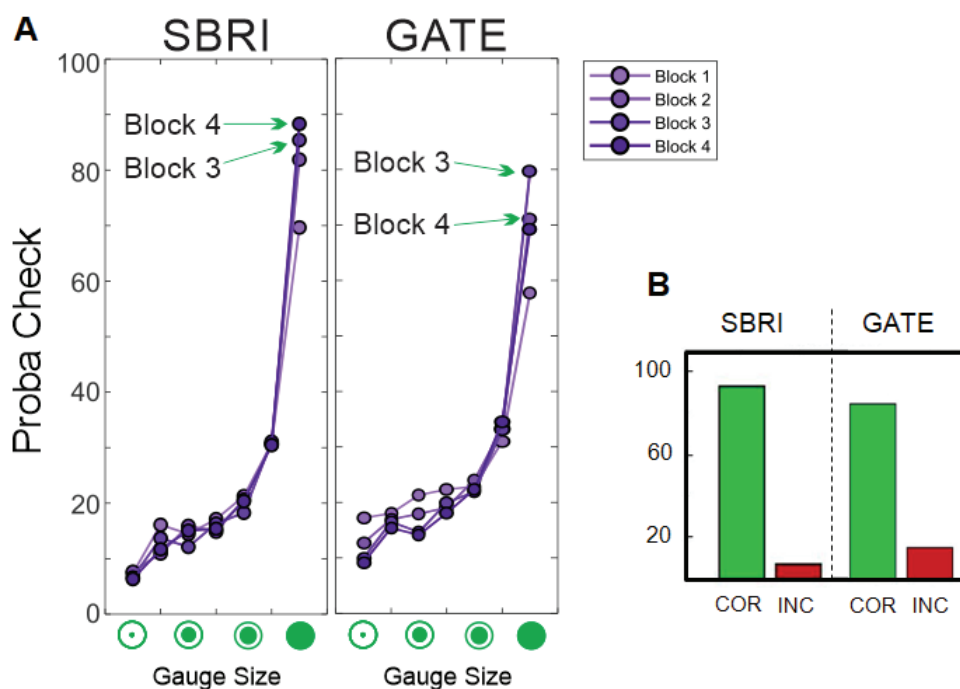 A
SBRI
GATE
100
80
60
40
20
0
Proba Check
Block 4
Block 3
Block 3
Block 4
Gauge Size
Gauge Size
Block 1
Block 2
Block 3
Block 4
B
SBRI
GATE
100
60
20
COR INC COR INC